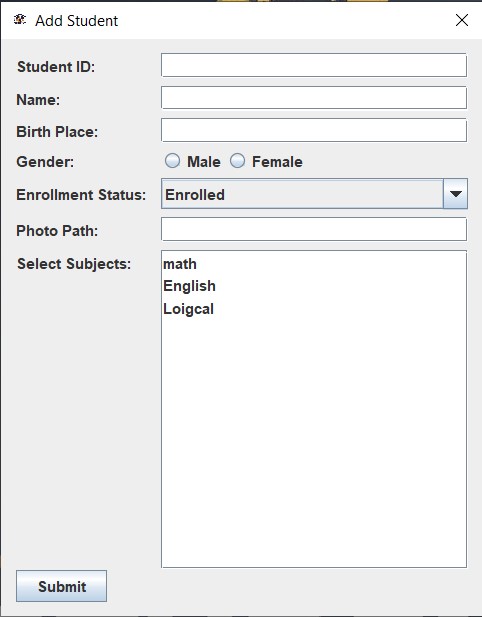 Add Student
Student ID:
Name:
Birth Place:
Gender: Male Female
Enrollment Status: Enrolled
Photo Path:
Select Subjects: math
English
Loigcal
Submit